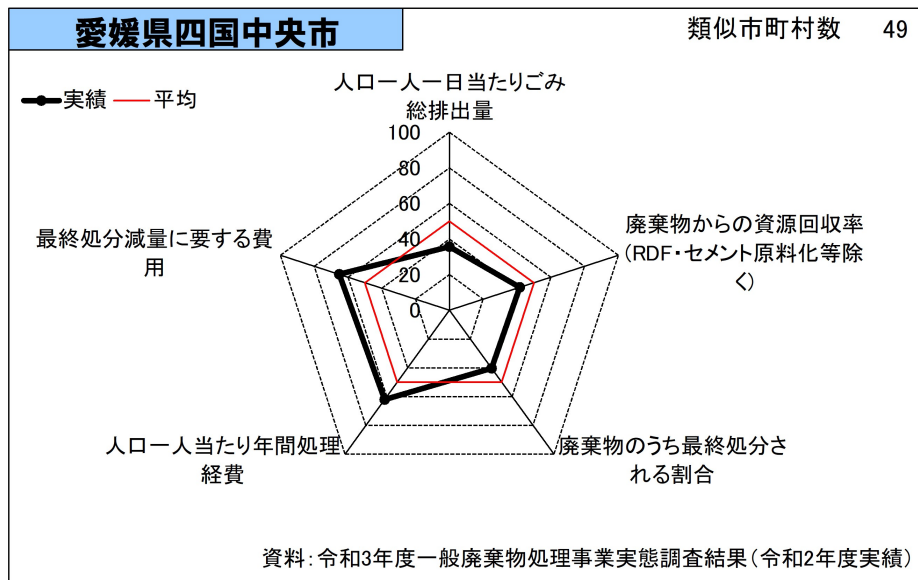 愛媛県四国中央市
類似市町村数 49
実績 平均
人口一人一日当たりごみ
総排出量
100
80
60
40
20
0
廃棄物からの資源回収率
(RDF・セメント原料化等除
く)
最終処分減量に要する費
用
人口一人当たり年間処理
経費
廃棄物のうち最終処分さ
れる割合
資料:令和3年度一般廃棄物処理事業実態調査結果(令和2年度実績)